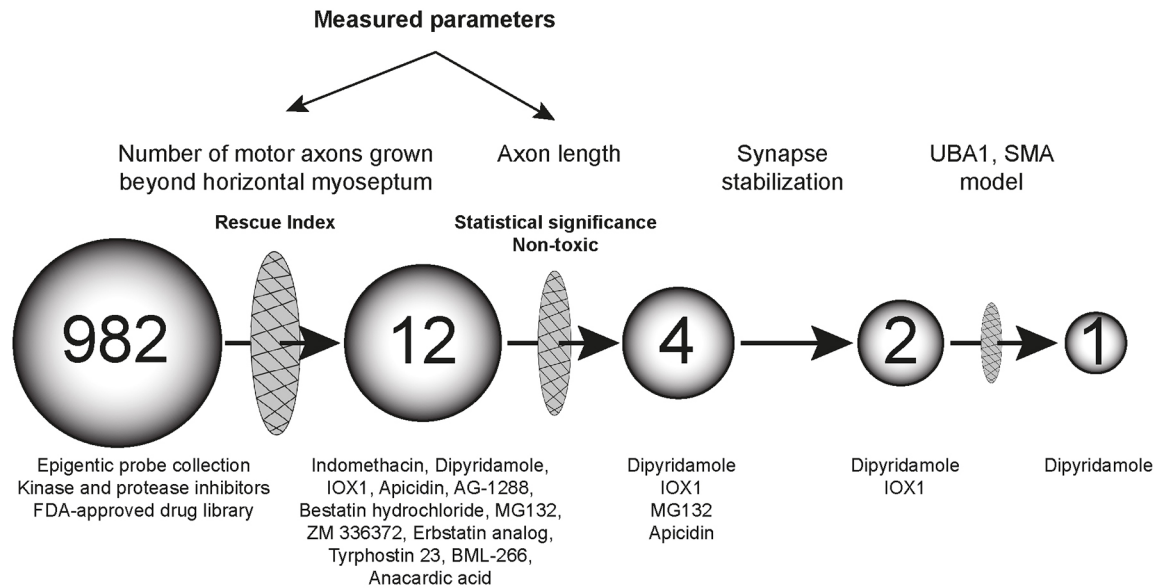 Measured parameters
Number of motor axons grown
beyond horizontal myoseptum
Axon length
Synapse
stabilization
UBA1, SMA
model
Rescue Index
Statistical significance
Non-toxic
982
12
4
2
1
Epigentic probe collection
Kinase and protease inhibitors
FDA-approved drug library
Indomethacin, Dipyridamole,
IOX1, Apicidin, AG-1288,
Bestatin hydrochloride, MG132,
ZM 336372, Erbstatin analog,
Tyrphostin 23, BML-266,
Anacardic acid
Dipyridamole
IOX1
MG132
Apicidin
Dipyridamole
IOX1
Dipyridamole